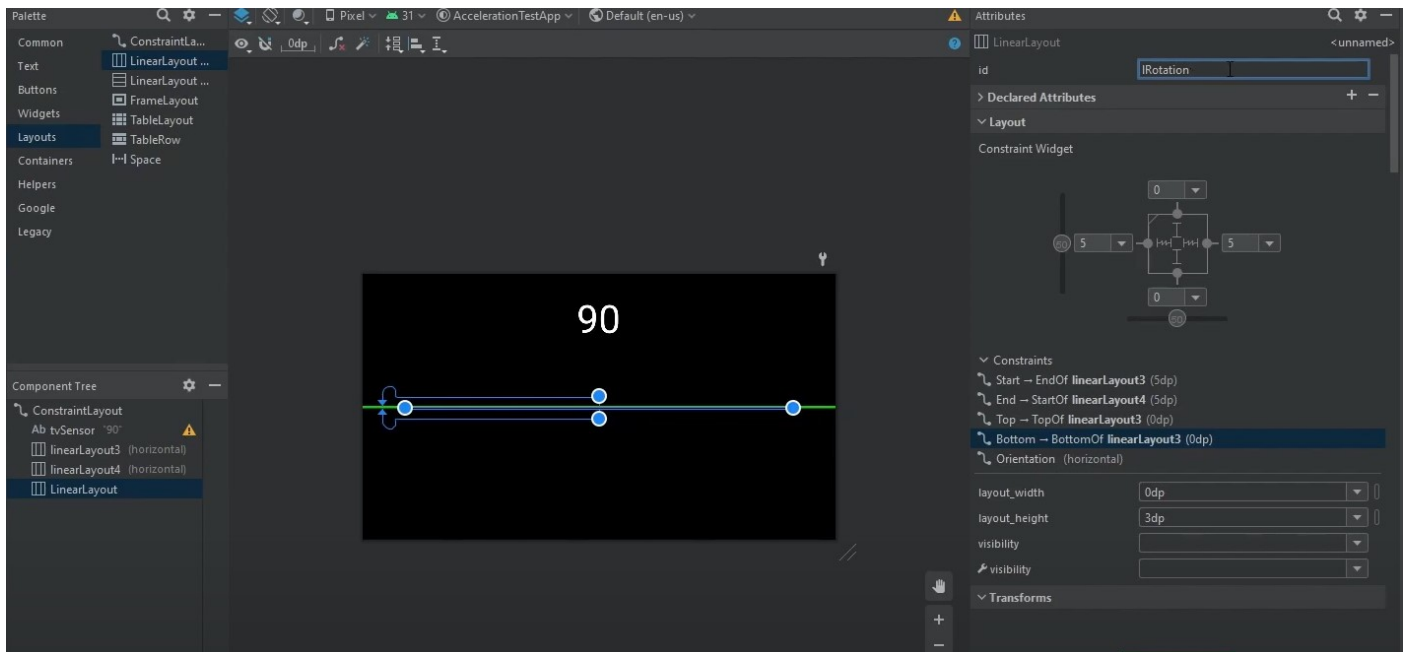 Palette
Common
Text
Buttons
Widgets
Layouts
Containers
Helpers
Google
Legacy
ConstraintLa...
LinearLayout ...
LinearLayout ...
FrameLayout
TableLayout
TableRow
Space
Component Tree
ConstraintLayout
Ab tvSensor "90"
linearLayout3 (horizontal)
linearLayout4 (horizontal)
LinearLayout
Pixel 31 AccelerationTestApp Default (en-us)
0dp
90
Attributes
LinearLayout <unnamed>
id lRotation
Declared Attributes
Layout
Constraint Widget
0
50 5 5
0
50
Constraints
Start → EndOf linearLayout3 (5dp)
End → StartOf linearLayout4 (5dp)
Top → TopOf linearLayout3 (0dp)
Bottom → BottomOf linearLayout3 (0dp)
Orientation (horizontal)
layout_width 0dp
layout_height 3dp
visibility
visibility
Transforms